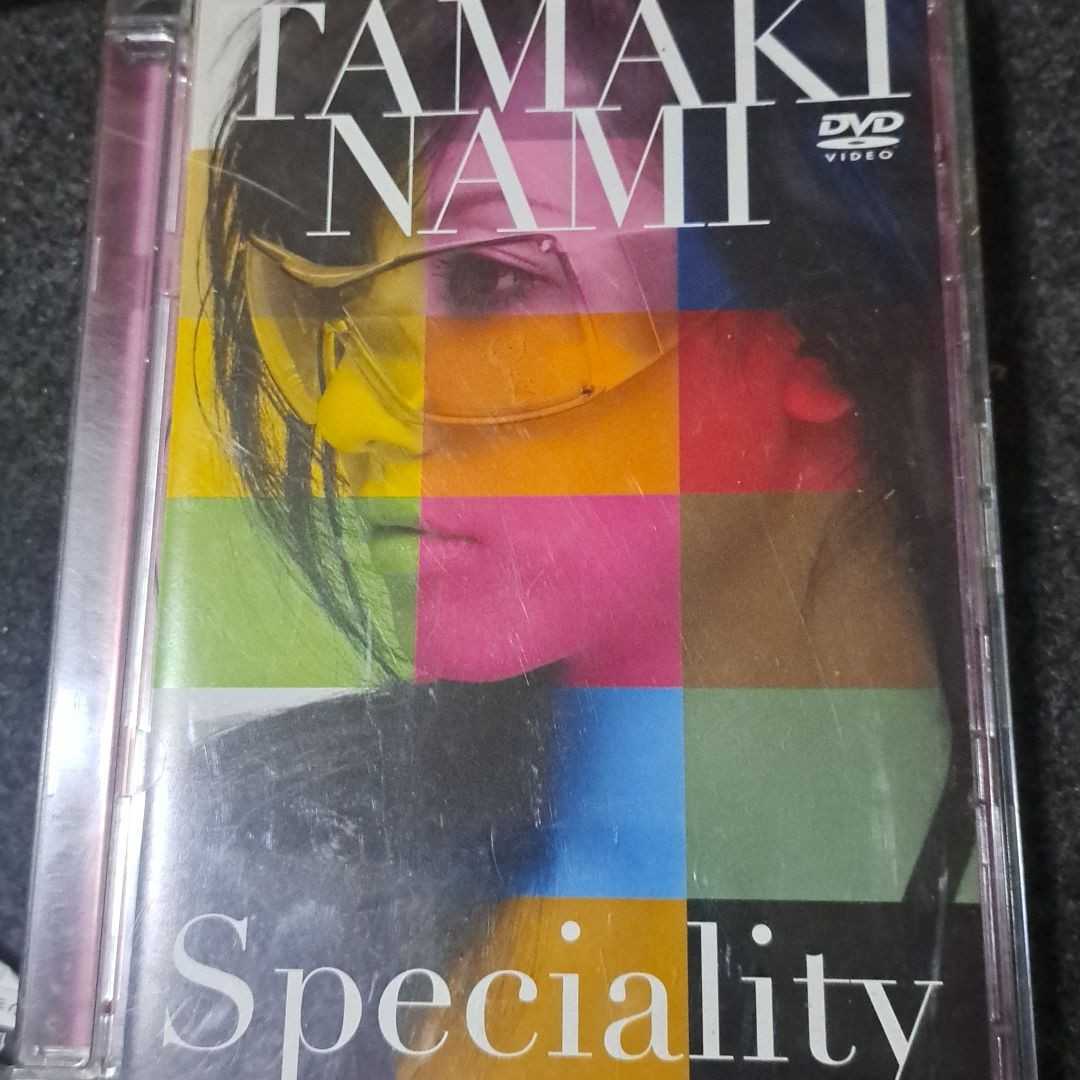 TAMAKI
NAMI
DVD
VIDEO
Speciality